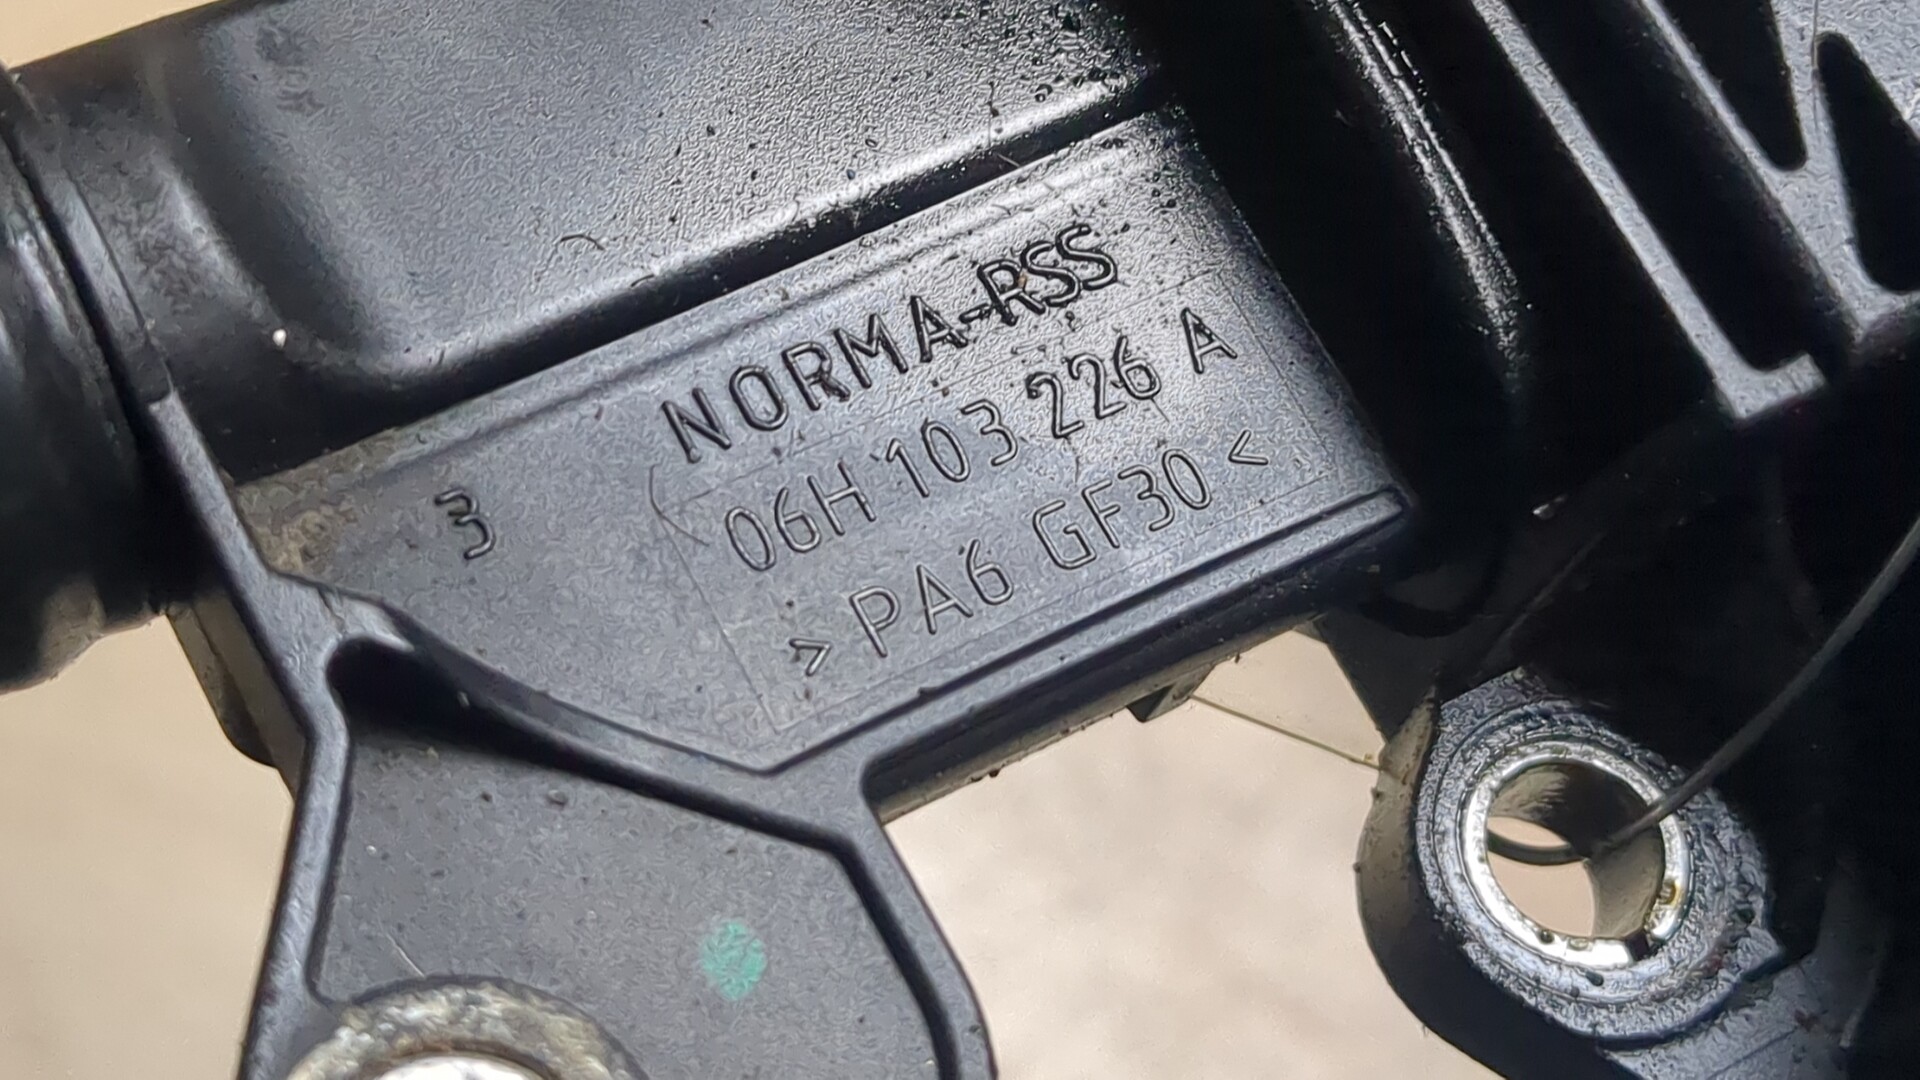 NORMA-RSS
06H 103 226 A
>PA6 GF30<
3